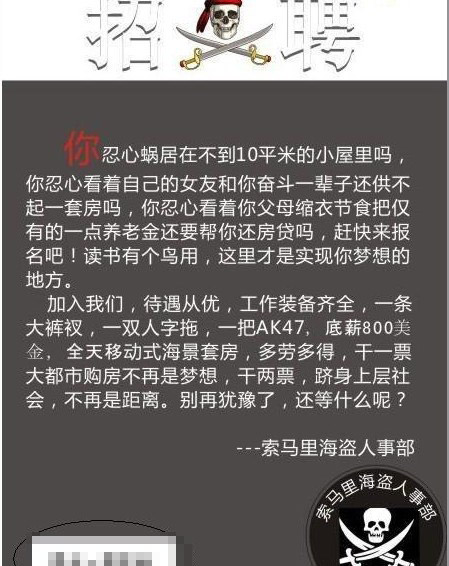 招聘
你忍心蜗居在不到10平米的小屋里吗，
你忍心看着自己的女友和你奋斗一辈子还供不
起一套房吗，你忍心看着你父母缩衣节食把仅
有的一点养老金还要帮你还房贷吗，赶快来报
名吧！读书有个鸟用，这里才是实现你梦想的
地方。
加入我们，待遇从优，工作装备齐全，一条
大裤衩，一双人字拖，一把AK47，底薪800美
金，全天移动式海景套房，多劳多得，干一票
大都市购房不再是梦想，干两票，跻身上层社
会，不再是距离。别再犹豫了，还等什么呢？
---索马里海盗人事部
索马里海盗人事部